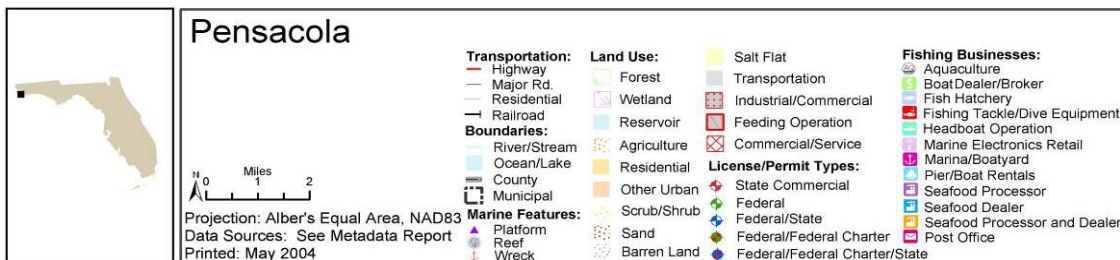 Pensacola
N
Miles
0 1 2
Projection: Alber's Equal Area, NAD83
Data Sources: See Metadata Report
Printed: May 2004
Transportation:
Highway
Major Rd.
Residential
Railroad
Boundaries:
River/Stream
Ocean/Lake
County
Municipal
Marine Features:
Platform
Reef
Wreck
Land Use:
Forest
Wetland
Reservoir
Agriculture
Residential
Other Urban
Scrub/Shrub
Sand
Barren Land
Salt Flat
Transportation
Industrial/Commercial
Feeding Operation
Commercial/Service
License/Permit Types:
State Commercial
Federal
Federal/State
Federal/Federal Charter
Federal/Federal Charter/State
Fishing Businesses:
Aquaculture
Boat Dealer/Broker
Fish Hatchery
Fishing Tackle/Dive Equipment
Headboat Operation
Marine Electronics Retail
Marina/Boatyard
Pier/Boat Rentals
Seafood Processor
Seafood Dealer
Seafood Processor and Dealer
Post Office